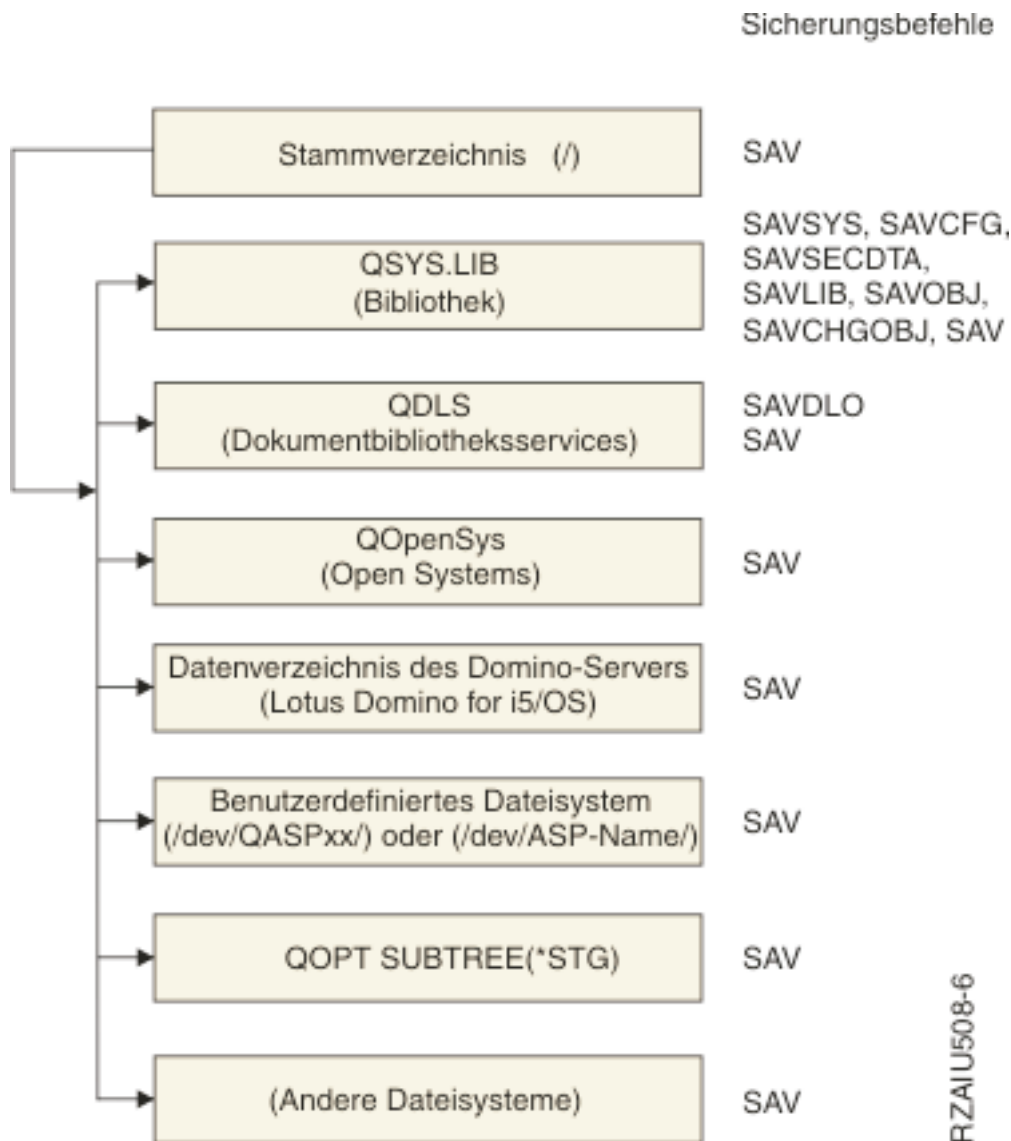 Sicherungsbefehle
Stammverzeichnis (/)
SAV
QSYS.LIB
(Bibliothek)
SAVSYS, SAVCFG,
SAVSECDTA,
SAVLIB, SAVOBJ,
SAVCHGOBJ, SAV
QDLS
(Dokumentbibliotheksservices)
SAVDLO
SAV
QOpenSys
(Open Systems)
SAV
Datenverzeichnis des Domino-Servers
(Lotus Domino for i5/OS)
SAV
Benutzerdefiniertes Dateisystem
(/dev/QASPxx/) oder (/dev/ASP-Name/)
SAV
QOPT SUBTREE(*STG)
SAV
(Andere Dateisysteme)
SAV
RZAIU508-6